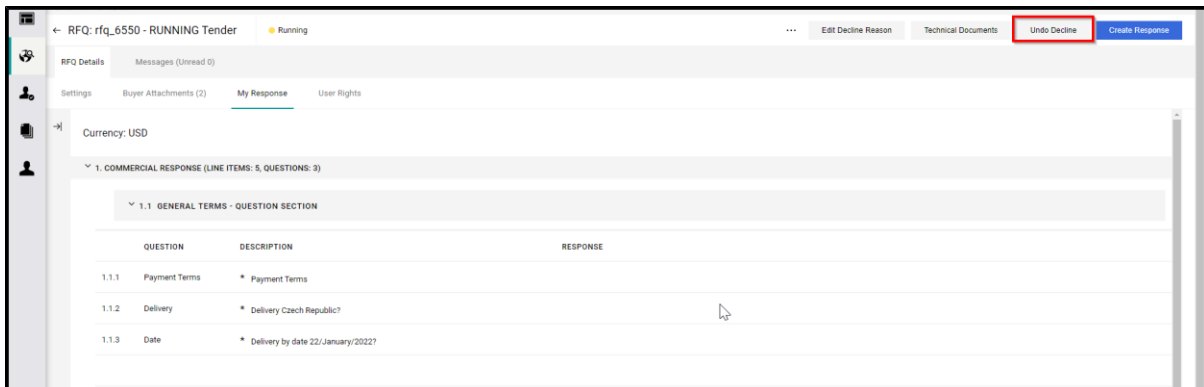 ← RFQ: rfq_6550 - RUNNING Tender Running ... Edit Decline Reason Technical Documents Undo Decline Create Response
RFQ Details Messages (Unread 0)
Settings Buyer Attachments (2) My Response User Rights
Currency: USD
1. COMMERCIAL RESPONSE (LINE ITEMS: 5, QUESTIONS: 3)
1.1 GENERAL TERMS - QUESTION SECTION
QUESTION DESCRIPTION RESPONSE
1.1.1 Payment Terms * Payment Terms
1.1.2 Delivery * Delivery Czech Republic?
1.1.3 Date * Delivery by date 22/January/2022?